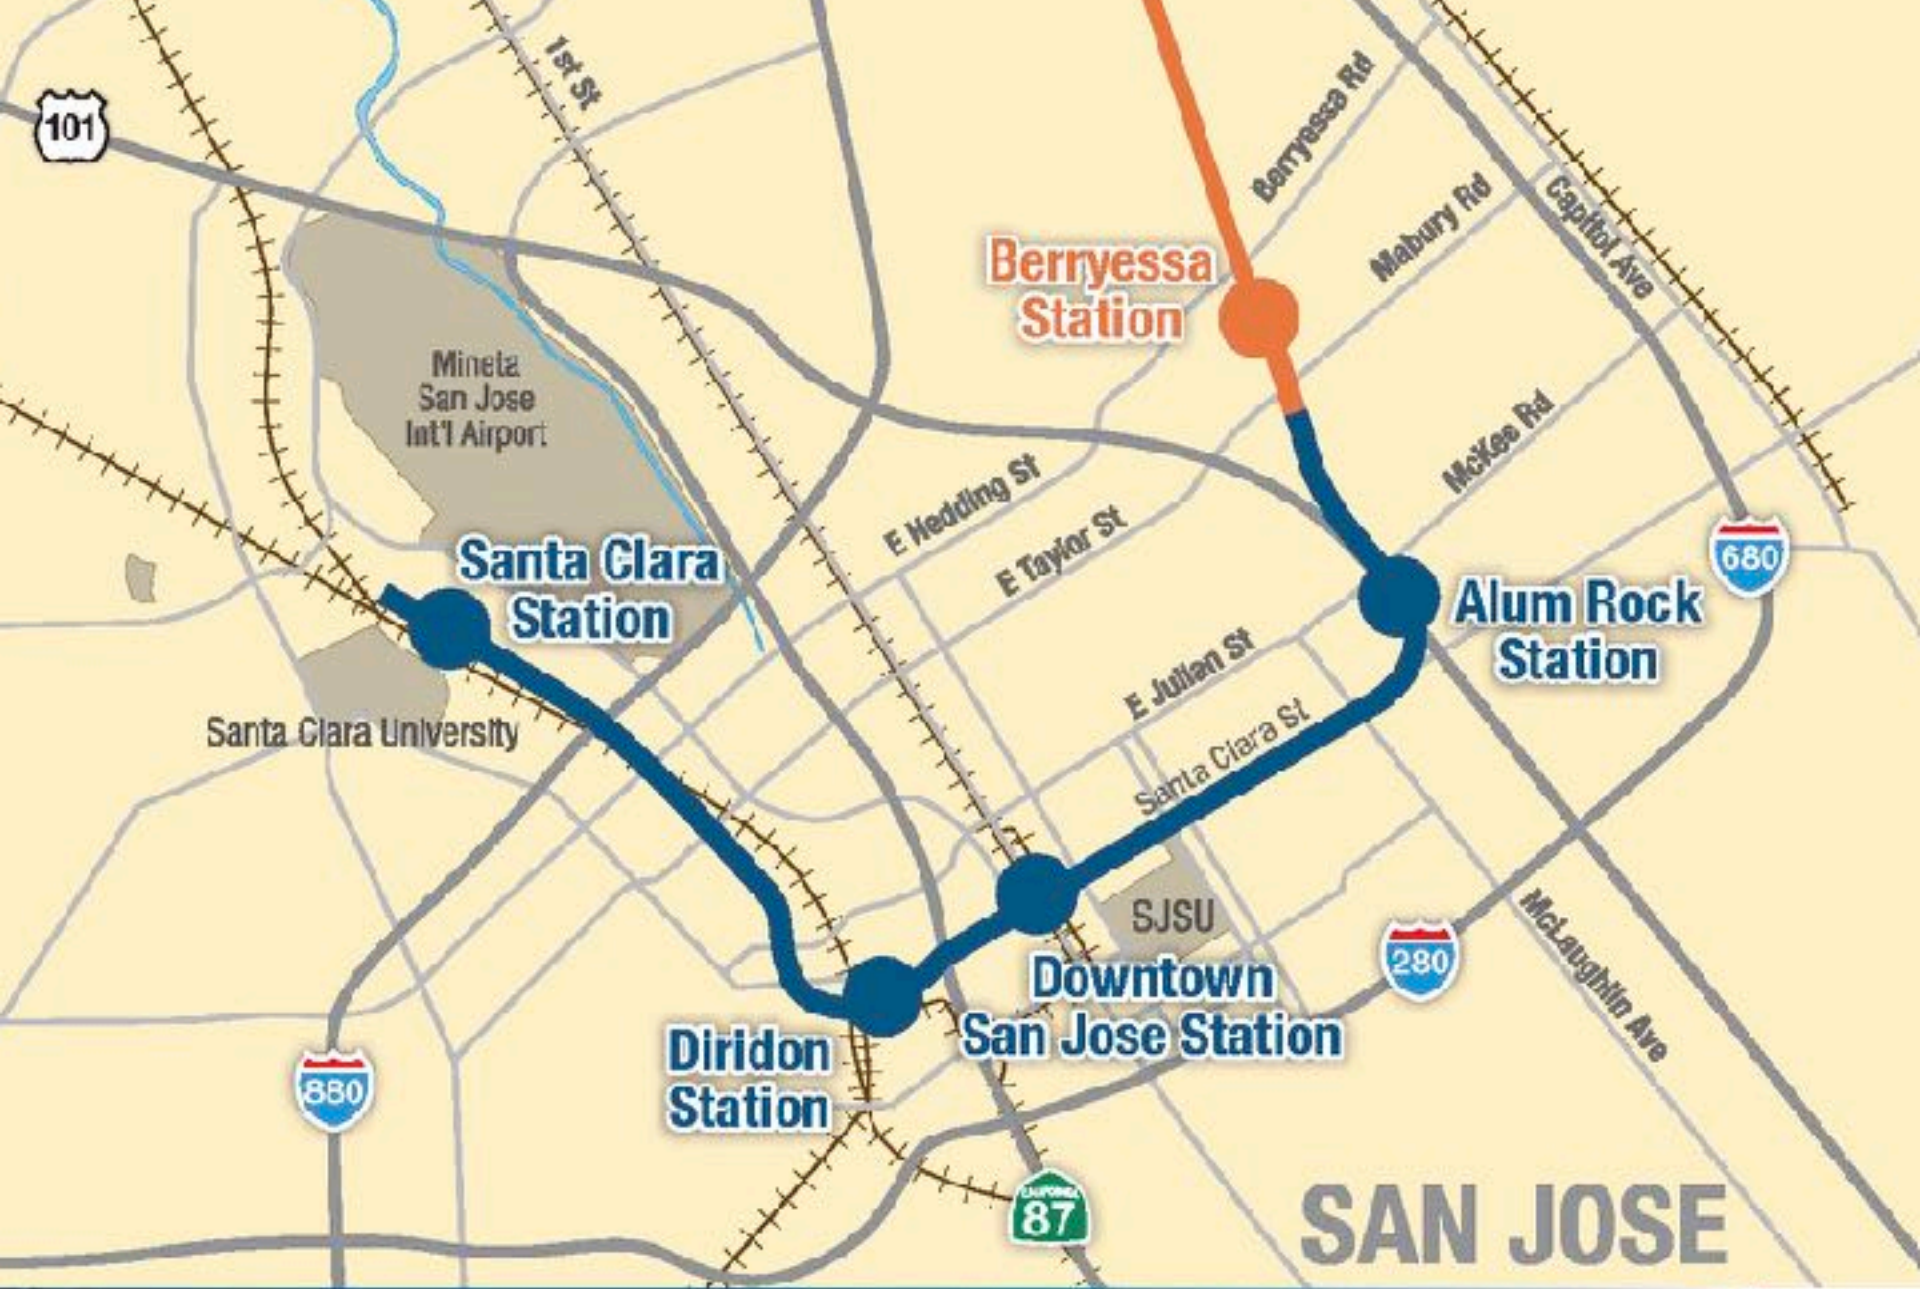 101
1st St
Berryessa Rd
Mabury Rd
Capitol Ave
Berryessa
Station
Mineta
San Jose
Int'l Airport
McKee Rd
E Hedding St
E Taylor St
680
Santa Clara
Station
Alum Rock
Station
E Julian St
Santa Clara St
Santa Clara University
SJSU
280
McLaughlin Ave
Downtown
San Jose Station
Diridon
Station
880
CALIFORNIA
87
SAN JOSE